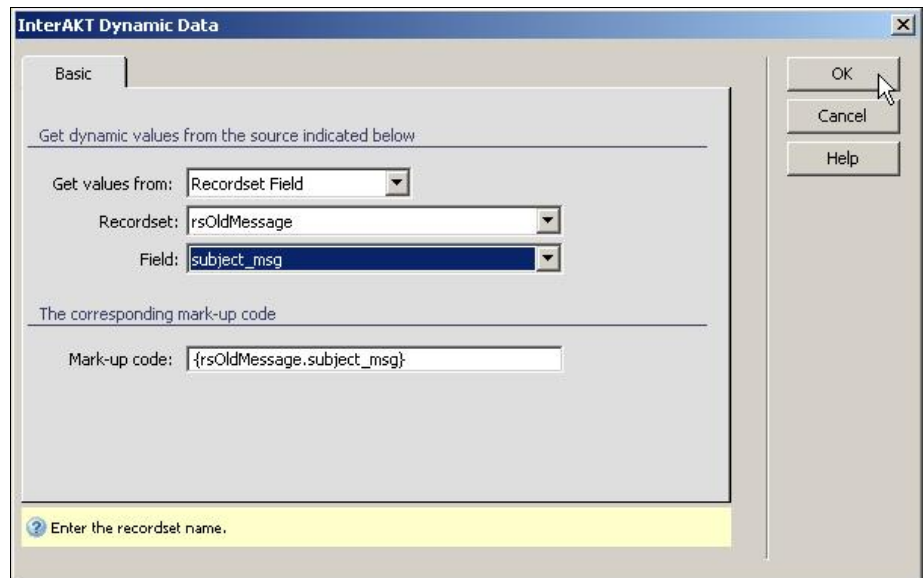 InterAKT Dynamic Data
Basic
OK
Cancel
Help
Get dynamic values from the source indicated below
Get values from: Recordset Field
Recordset: rsOldMessage
Field: subject_msg
The corresponding mark-up code
Mark-up code: {rsOldMessage.subject_msg}
Enter the recordset name.